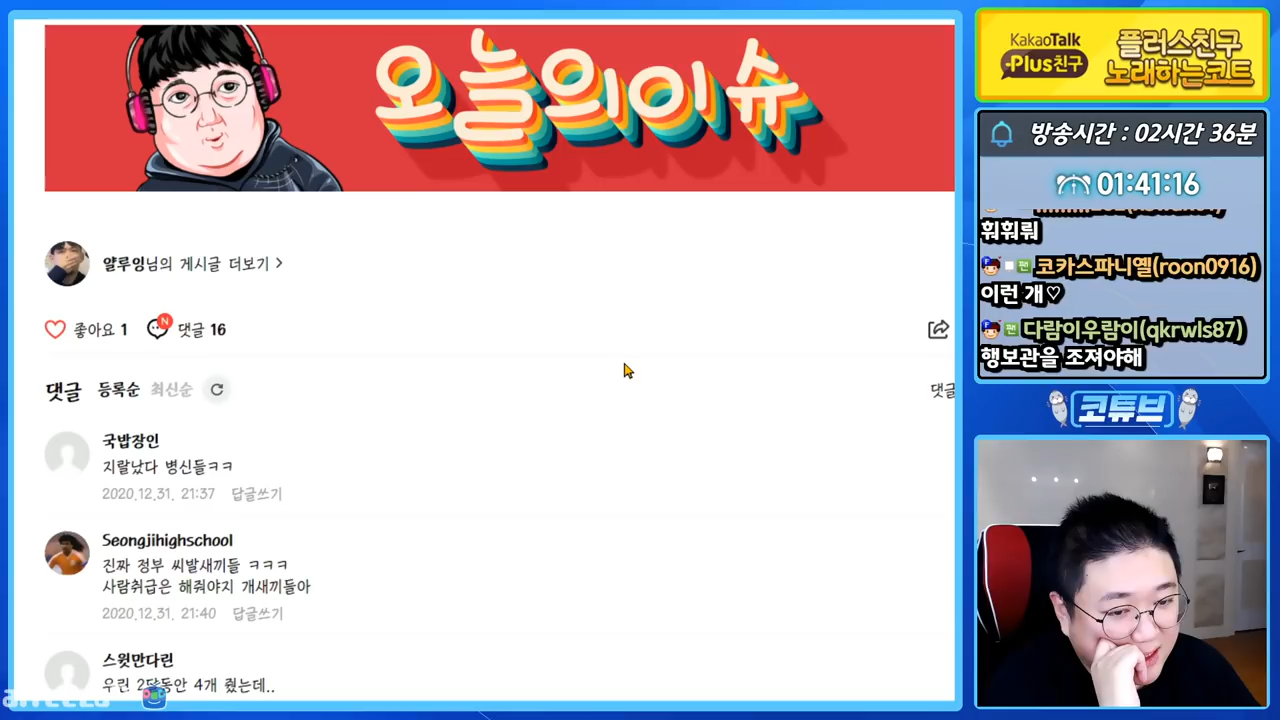 오늘의이슈
얄루잉님의 게시글 더보기 >
좋아요 1 N 댓글 16
댓글 등록순 최신순
댓글
국밥장인
지랄났다 병신들ㅋㅋ
2020.12.31. 21:37 답글쓰기
Seongjihighschool
진짜 정부 씨발새끼들 ㅋㅋㅋ
사람취급은 해줘야지 개새끼들아
2020.12.31. 21:40 답글쓰기
스윗만다린
우린 2달동안 4개 줬는데..
KakaoTalk
Plus친구
플러스친구
노래하는코트
방송시간 : 02시간 36분
01:41:16
훠훠훠
팬 코카스파니옐(roon0916)
이런 개♡
팬 다람이우람이(qkrwls87)
행보관을 조져야해
코튜브